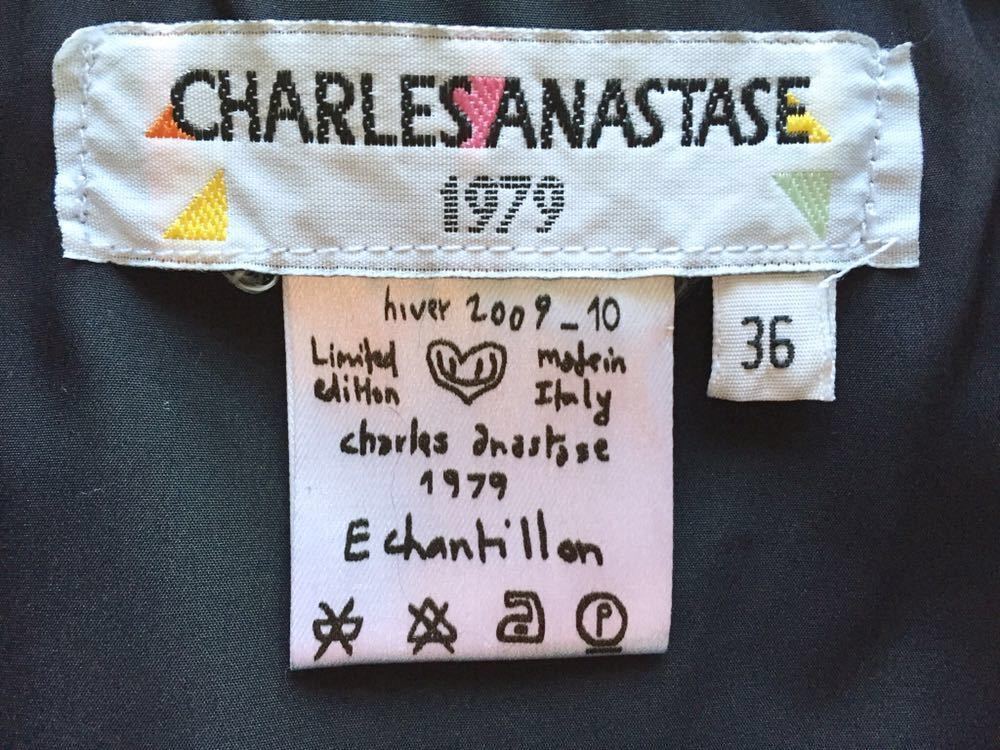 CHARLES ANASTASE
1979
36
hiver 2009_10
Limited edition
made in Italy
charles anastase
1979
Echantillon
P